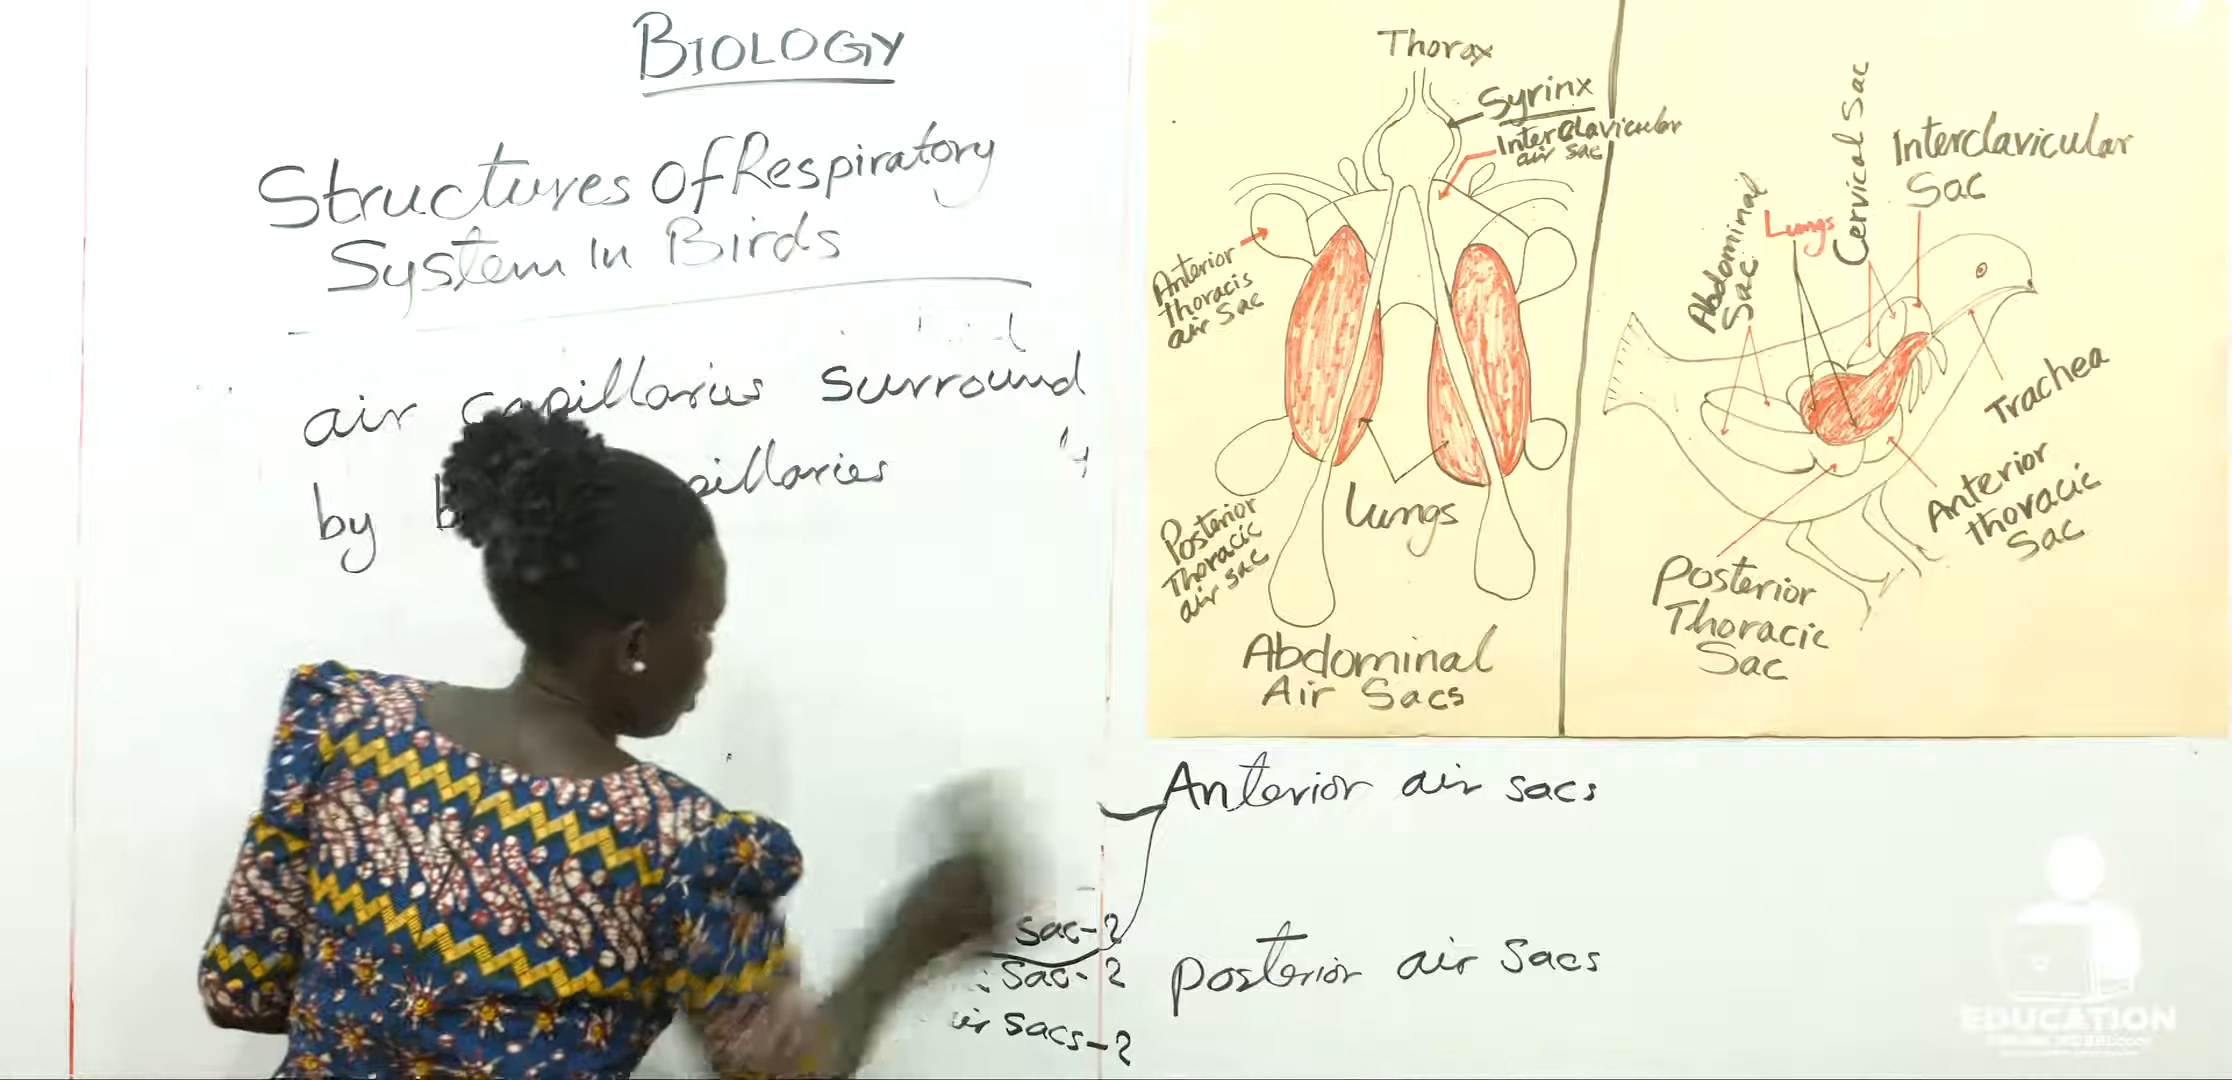 BIOLOGY
Structures Of Respiratory
System In Birds
air capillaries surround
by
Thorax
Syrinx
Interclavicular
air sac
Anterior
thoracis
air sac
Posterior
Thoracic
air sac
Lungs
Abdominal
Air Sacs
Abdominal
Sac
Lungs
Cervical Sac
Interclavicular
Sac
Trachea
Anterior
thoracic
Sac
Posterior
Thoracic
Sac
Anterior air sacs
sac-2
sac-2
sacs-2
posterior air sacs
EDUCATION